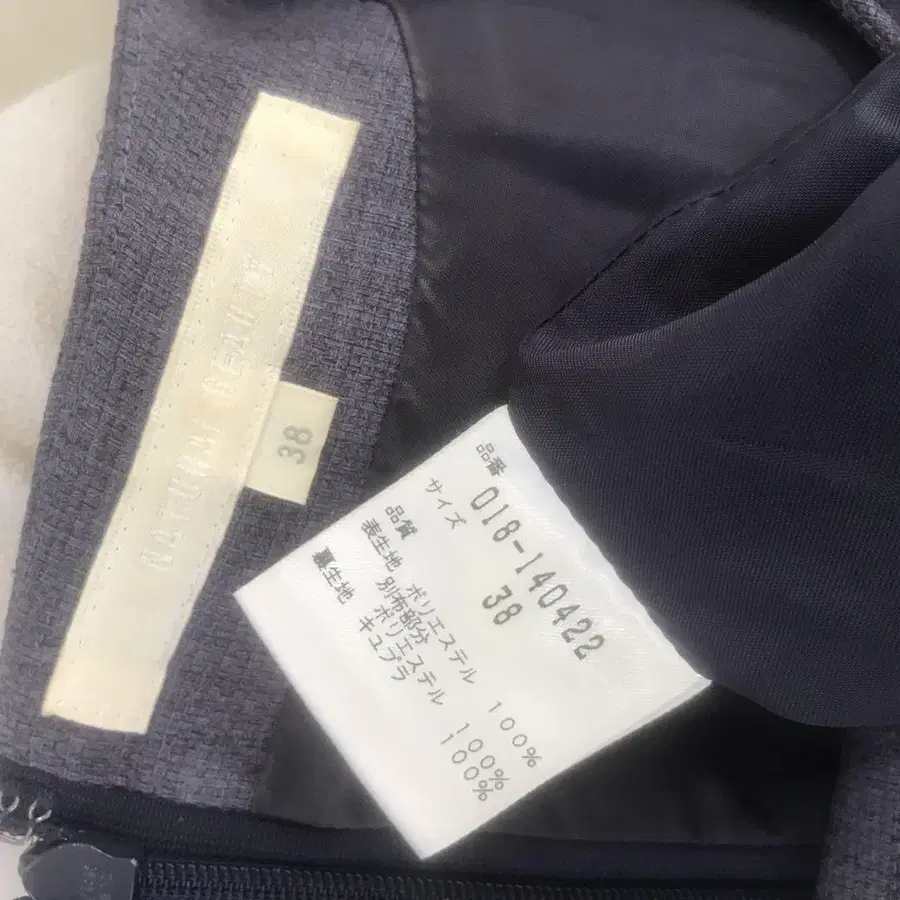 NATURAL BEAUTY
38
品番 018-140422
サイズ 38
品質
表生地 ポリエステル 100%
別布部分
ポリエステル 100%
裏生地 キュプラ 100%